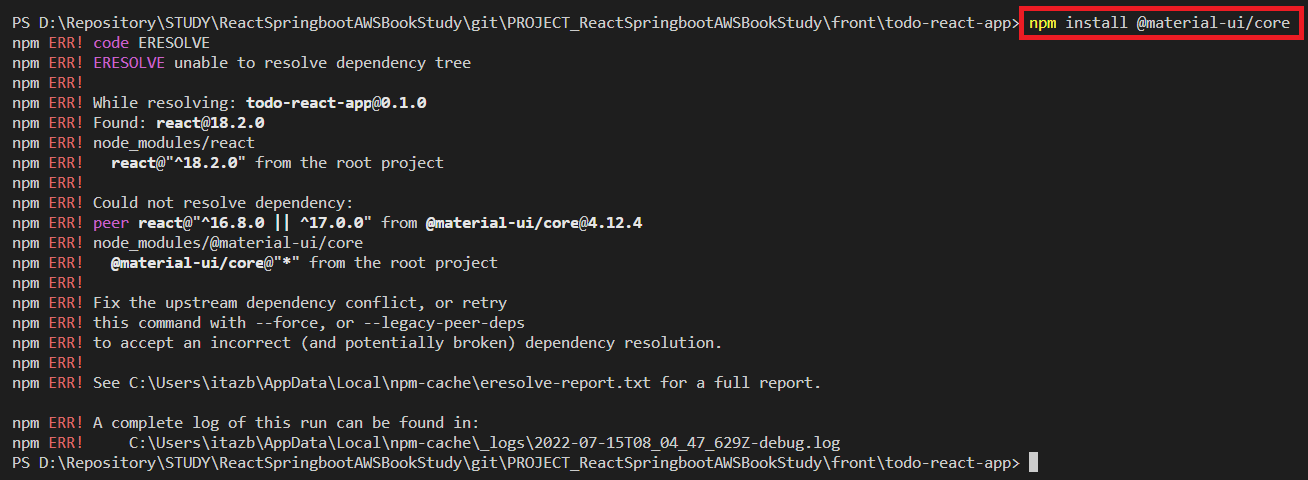 PS D:\Repository\STUDY\ReactSpringbootAWSBookStudy\git\PROJECT_ReactSpringbootAWSBookStudy\front\todo-react-app> npm install @material-ui/core
npm ERR! code ERESOLVE
npm ERR! ERESOLVE unable to resolve dependency tree
npm ERR!
npm ERR! While resolving: todo-react-app@0.1.0
npm ERR! Found: react@18.2.0
npm ERR! node_modules/react
npm ERR!   react@"^18.2.0" from the root project
npm ERR!
npm ERR! Could not resolve dependency:
npm ERR! peer react@"^16.8.0 || ^17.0.0" from @material-ui/core@4.12.4
npm ERR! node_modules/@material-ui/core
npm ERR!   @material-ui/core@"*" from the root project
npm ERR!
npm ERR! Fix the upstream dependency conflict, or retry
npm ERR! this command with --force, or --legacy-peer-deps
npm ERR! to accept an incorrect (and potentially broken) dependency resolution.
npm ERR!
npm ERR! See C:\Users\itazb\AppData\Local\npm-cache\eresolve-report.txt for a full report.
npm ERR! A complete log of this run can be found in:
npm ERR!     C:\Users\itazb\AppData\Local\npm-cache\_logs\2022-07-15T08_04_47_629Z-debug.log
PS D:\Repository\STUDY\ReactSpringbootAWSBookStudy\git\PROJECT_ReactSpringbootAWSBookStudy\front\todo-react-app>